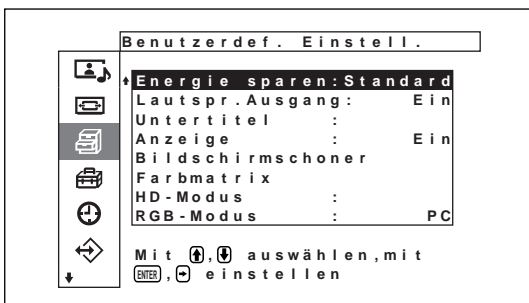 Benutzerdef. Einstell.
Energie sparen:Standard
Lautspr.Ausgang: Ein
Untertitel :
Anzeige : Ein
Bildschirmschoner
Farbmatrix
HD-Modus :
RGB-Modus : PC
Mit ↑,↓ auswählen,mit
ENTER,→ einstellen